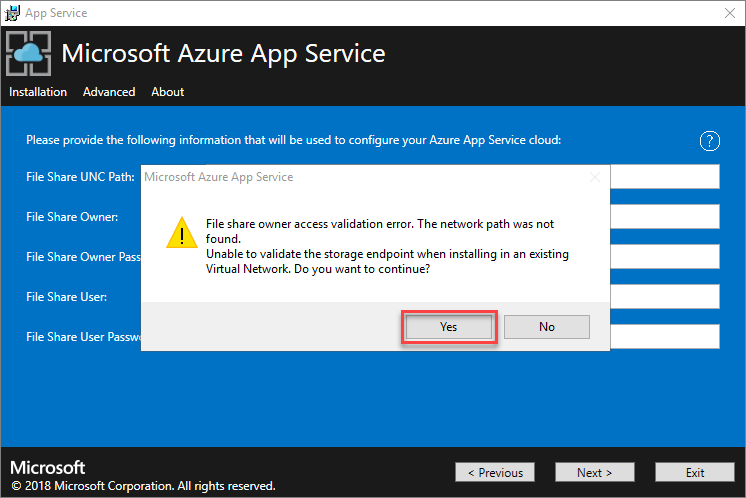 App Service
Microsoft Azure App Service
Installation Advanced About
Please provide the following information that will be used to configure your Azure App Service cloud:
?
File Share UNC Path:
Microsoft Azure App Service
File Share Owner:
File share owner access validation error. The network path was not
found.
Unable to validate the storage endpoint when installing in an existing
Virtual Network. Do you want to continue?
File Share Owner Pass
File Share User:
File Share User Passwo
Yes No
Microsoft
© 2018 Microsoft Corporation. All rights reserved.
< Previous Next > Exit